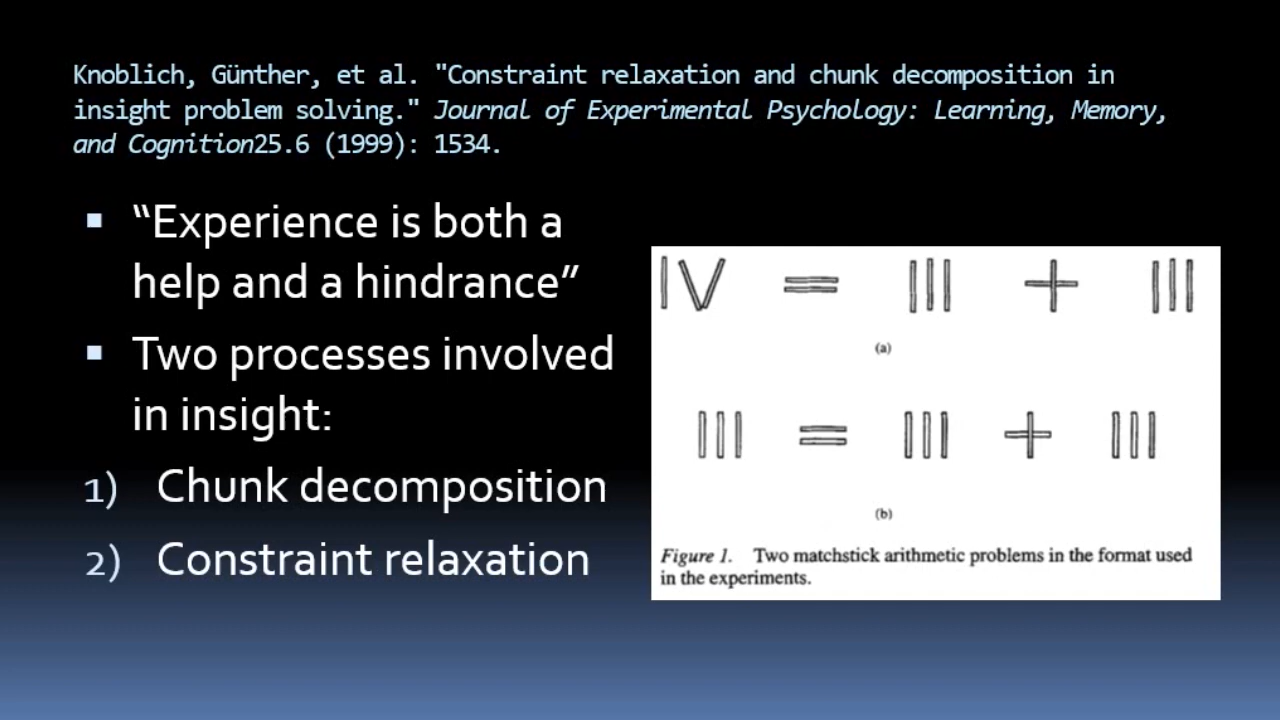 Knoblich, Günther, et al. "Constraint relaxation and chunk decomposition in
insight problem solving." Journal of Experimental Psychology: Learning, Memory,
and Cognition25.6 (1999): 1534.
“Experience is both a
help and a hindrance”
Two processes involved
in insight:
1) Chunk decomposition
2) Constraint relaxation
IV = III + III
(a)
III = III + III
(b)
Figure 1. Two matchstick arithmetic problems in the format used
in the experiments.